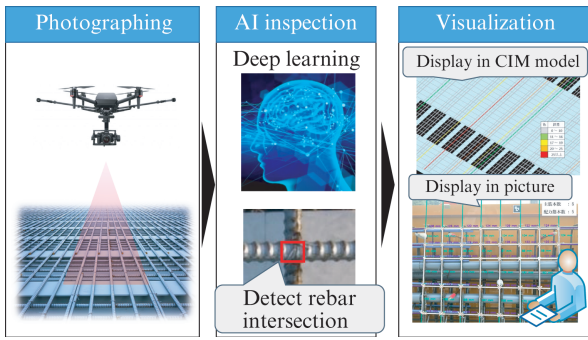 Photographing
AI inspection
Visualization
Deep learning
Display in CIM model
Display in picture
Detect rebar
intersection